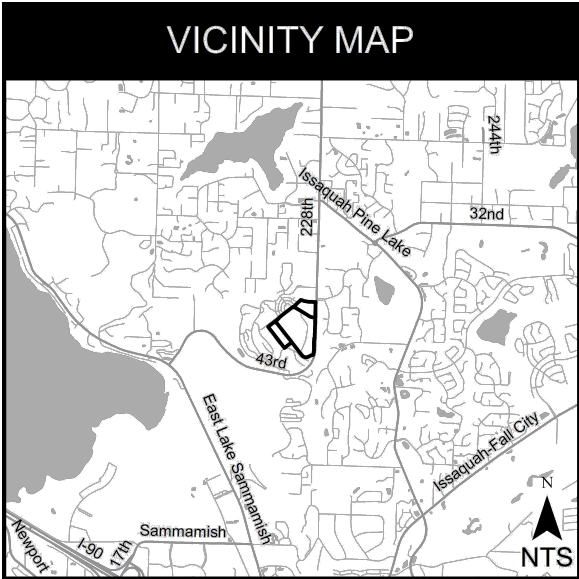 VICINITY MAP
244th
Issaquah Pine Lake
228th
32nd
43rd
East Lake Sammamish
Issaquah-Fall City
Sammamish
I-90
17th
Newport
N
NTS